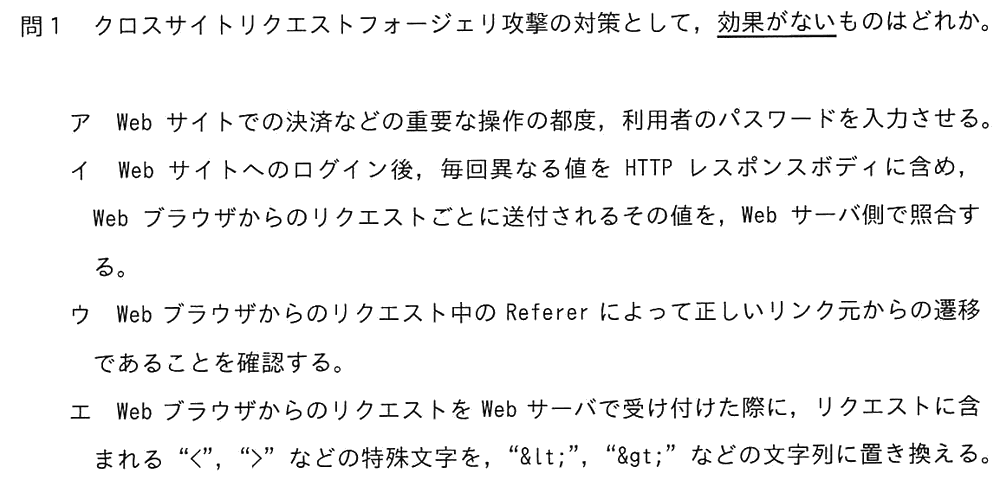 問1　クロスサイトリクエストフォージェリ攻撃の対策として，効果がないものはどれか。
ア　Web サイトでの決済などの重要な操作の都度，利用者のパスワードを入力させる。
イ　Web サイトへのログイン後，毎回異なる値を HTTP レスポンスボディに含め，
Web ブラウザからのリクエストごとに送付されるその値を，Web サーバ側で照合す
る。
ウ　Web ブラウザからのリクエスト中の Referer によって正しいリンク元からの遷移
であることを確認する。
エ　Web ブラウザからのリクエストを Web サーバで受け付けた際に，リクエストに含
まれる “<”，“>” などの特殊文字を，“&lt;”，“&gt;” などの文字列に置き換える。